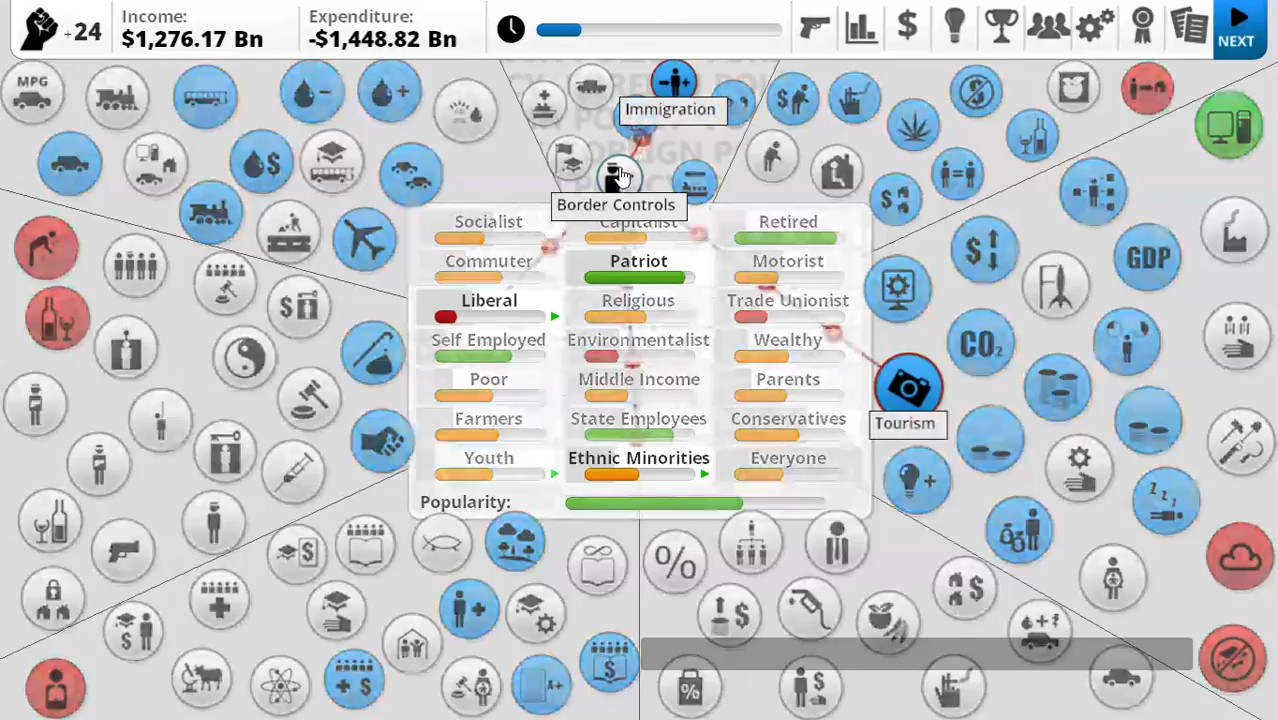 +24
Income:
$1,276.17 Bn
Expenditure:
-$1,448.82 Bn
NEXT
MPG
Immigration
Border Controls
Socialist
Capitalist
Retired
Commuter
Patriot
Motorist
Liberal
Religious
Trade Unionist
Self Employed
Environmentalist
Wealthy
Poor
Middle Income
Parents
Farmers
State Employees
Conservatives
Youth
Ethnic Minorities
Everyone
Popularity:
Tourism
GDP
CO₂
A+